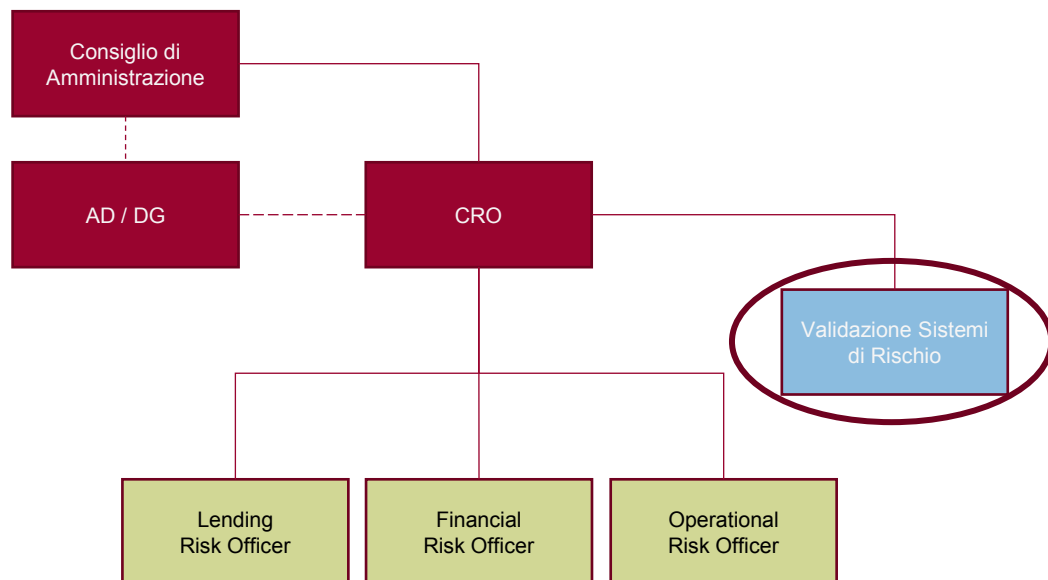 Consiglio di
Amministrazione
AD / DG
CRO
Validazione Sistemi
di Rischio
Lending
Risk Officer
Financial
Risk Officer
Operational
Risk Officer